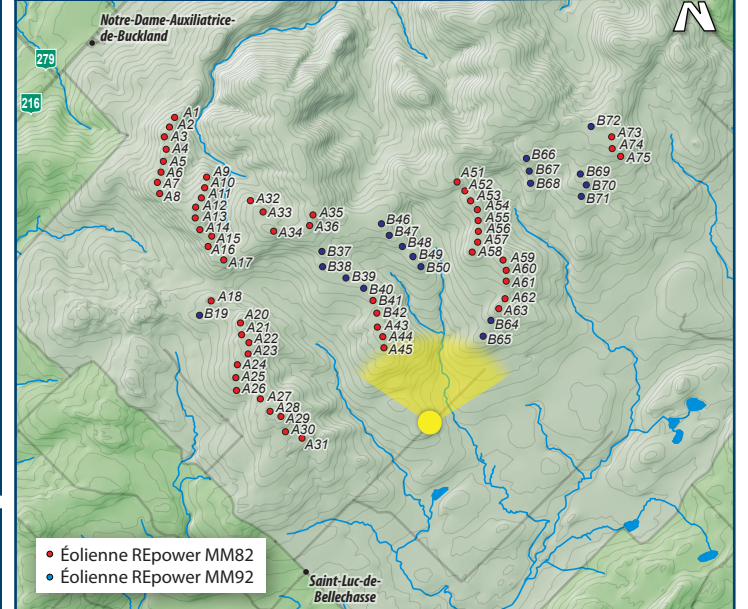 N
Notre-Dame-Auxiliatrice-
de-Buckland
279
216
A1
A2
A3
A4
A5
A6
A7
A8
A9
A10
A11
A12
A13
A14
A15
A16
A17
A18
B19
A20
A21
A22
A23
A24
A25
A26
A27
A28
A29
A30
A31
A32
A33
A34
A35
A36
B37
B38
B39
B40
B41
B42
A43
A44
A45
B46
B47
B48
B49
B50
A51
A52
A53
A54
A55
A56
A57
A58
A59
A60
A61
A62
A63
B64
B65
B66
B67
B68
B69
B70
B71
B72
A73
A74
A75
Éolienne REpower MM82
Éolienne REpower MM92
Saint-Luc-de-
Bellechasse